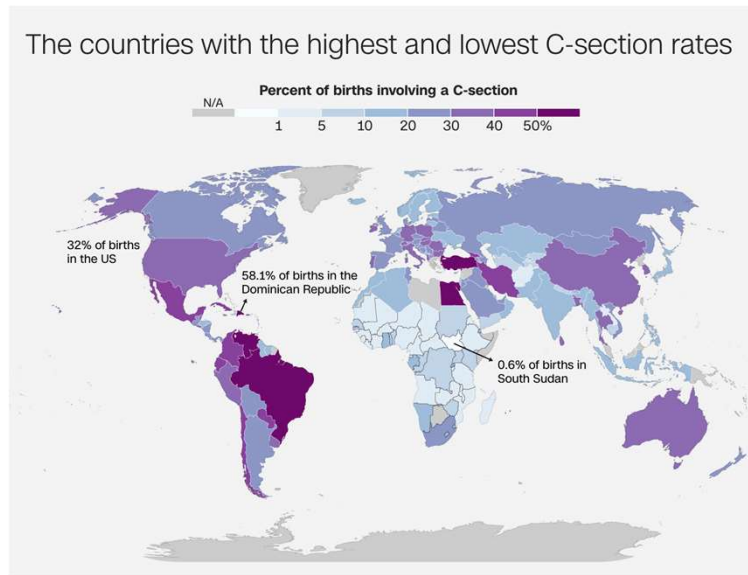 The countries with the highest and lowest C-section rates
Percent of births involving a C-section
N/A
1 5 10 20 30 40 50%
32% of births
in the US
58.1% of births in the
Dominican Republic
0.6% of births in
South Sudan